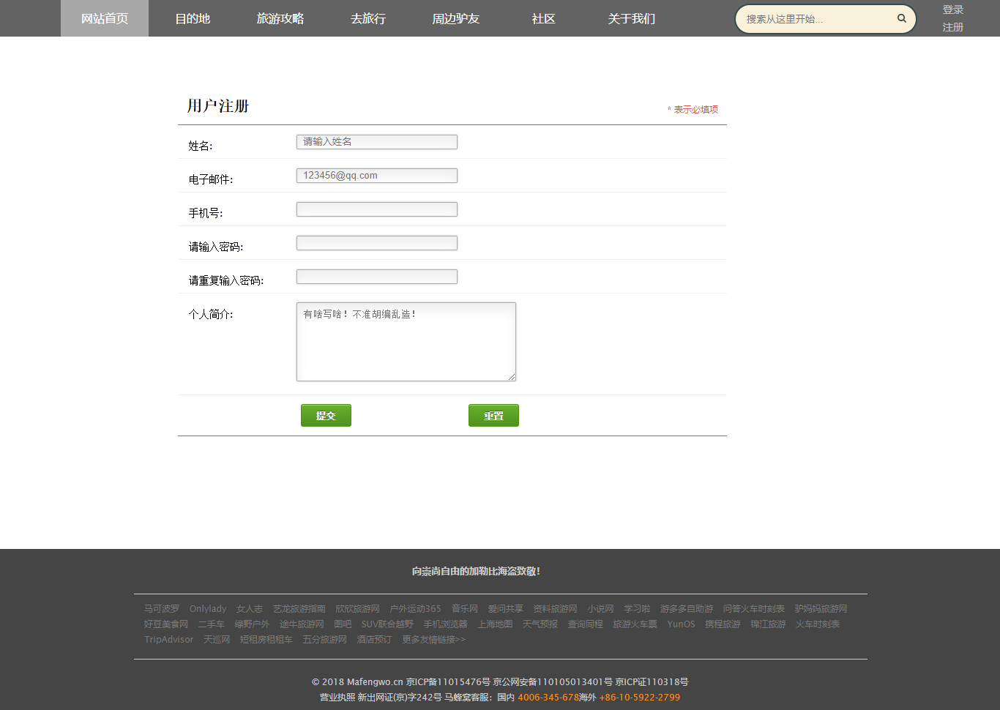 网站首页 目的地 旅游攻略 去旅行 周边驴友 社区 关于我们 搜索从这里开始... 登录
注册
用户注册
* 表示必填项
姓名: 请输入姓名
电子邮件: 123456@qq.com
手机号:
请输入密码:
请重复输入密码:
个人简介: 有啥写啥！不准胡编乱造！
提交 重置
向崇尚自由的加勒比海盗致敬！
马可波罗 Onlylady 女人志 艺龙旅游指南 欣欣旅游网 户外运动365 音乐网 爱问共享 资料旅游网 小说网 学习啦 游多多自助游 问答火车时刻表 驴妈妈旅游网
好豆美食网 二手车 绿野户外 途牛旅游网 图吧 SUV联合越野 手机浏览器 上海地图 天气预报 查询同程 旅游火车票 YunOS 携程旅游 锦江旅游 火车时刻表
TripAdvisor 天巡网 短租房租租车 五分旅游网 酒店预订 更多友情链接>>
© 2018 Mafengwo.cn 京ICP备11015476号 京公网安备110105013401号 京ICP证110318号
营业执照 新出网证(京)字242号 马蜂窝客服：国内 4006-345-678海外 +86-10-5922-2799